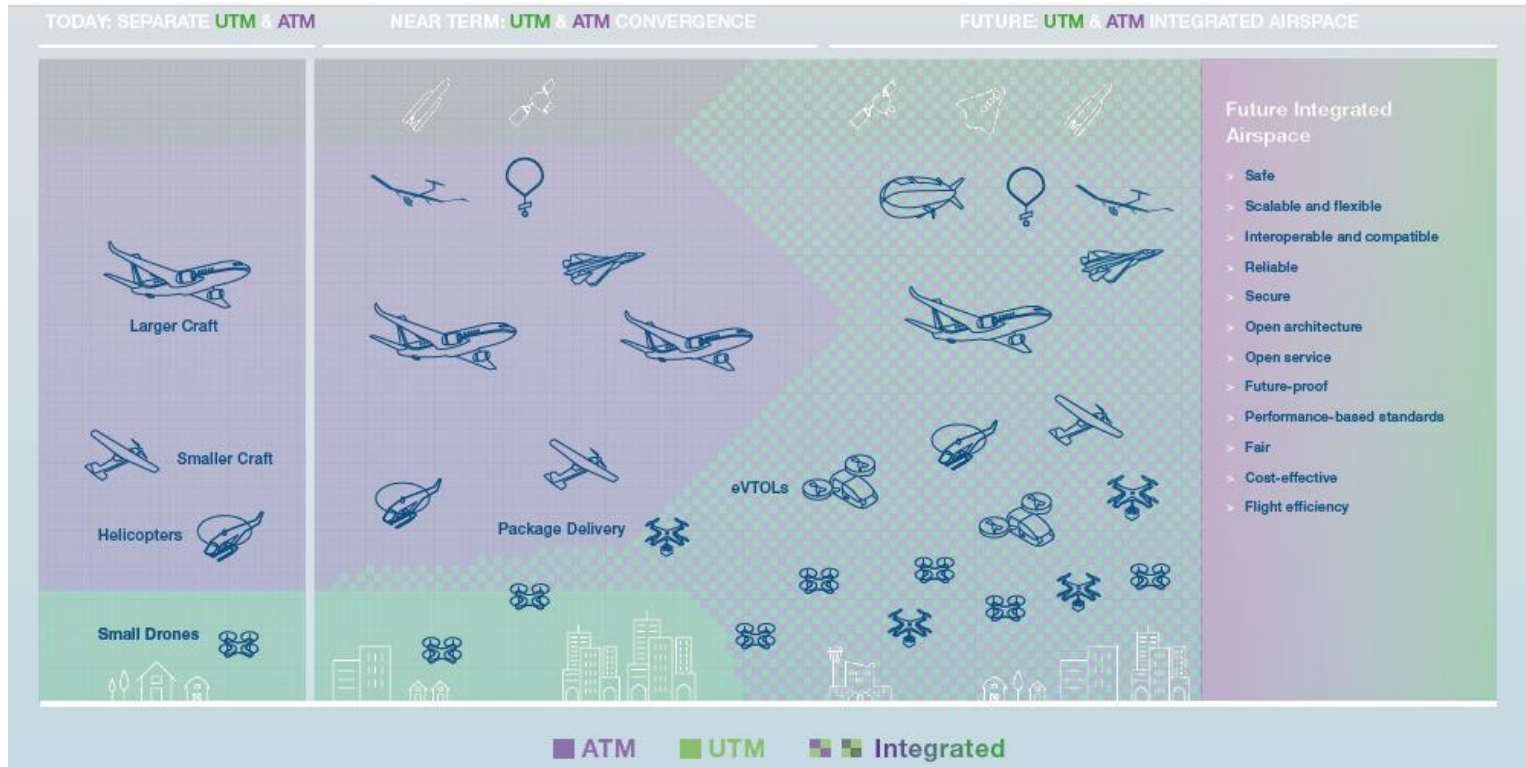 TODAY: SEPARATE UTM & ATM
NEAR TERM: UTM & ATM CONVERGENCE
FUTURE: UTM & ATM INTEGRATED AIRSPACE
Larger Craft
Smaller Craft
Helicopters
Small Drones
Package Delivery
eVTOLs
Future Integrated
Airspace
> Safe
> Scalable and flexible
> Interoperable and compatible
> Reliable
> Secure
> Open architecture
> Open service
> Future-proof
> Performance-based standards
> Fair
> Cost-effective
> Flight efficiency
ATM UTM Integrated